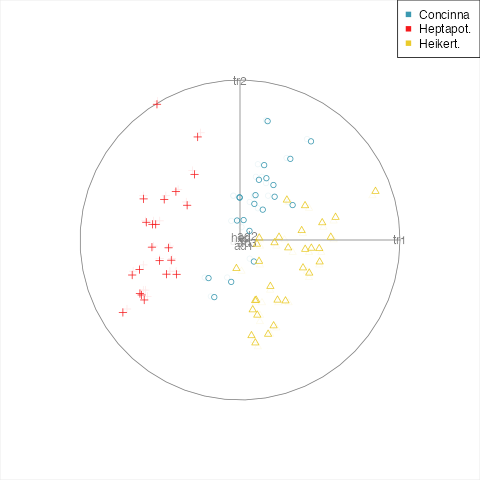 Concinna
Heptapot.
Heikert.
tr2
tr1